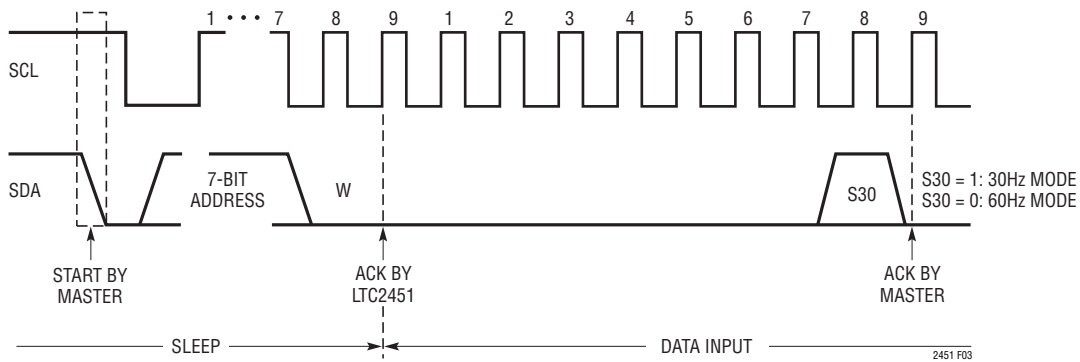 1 • • • 7 8 9 1 2 3 4 5 6 7 8 9
SCL
SDA
7-BIT
ADDRESS
W
S30
S30 = 1: 30Hz MODE
S30 = 0: 60Hz MODE
START BY
MASTER
ACK BY
LTC2451
ACK BY
MASTER
SLEEP
DATA INPUT
2451 F03